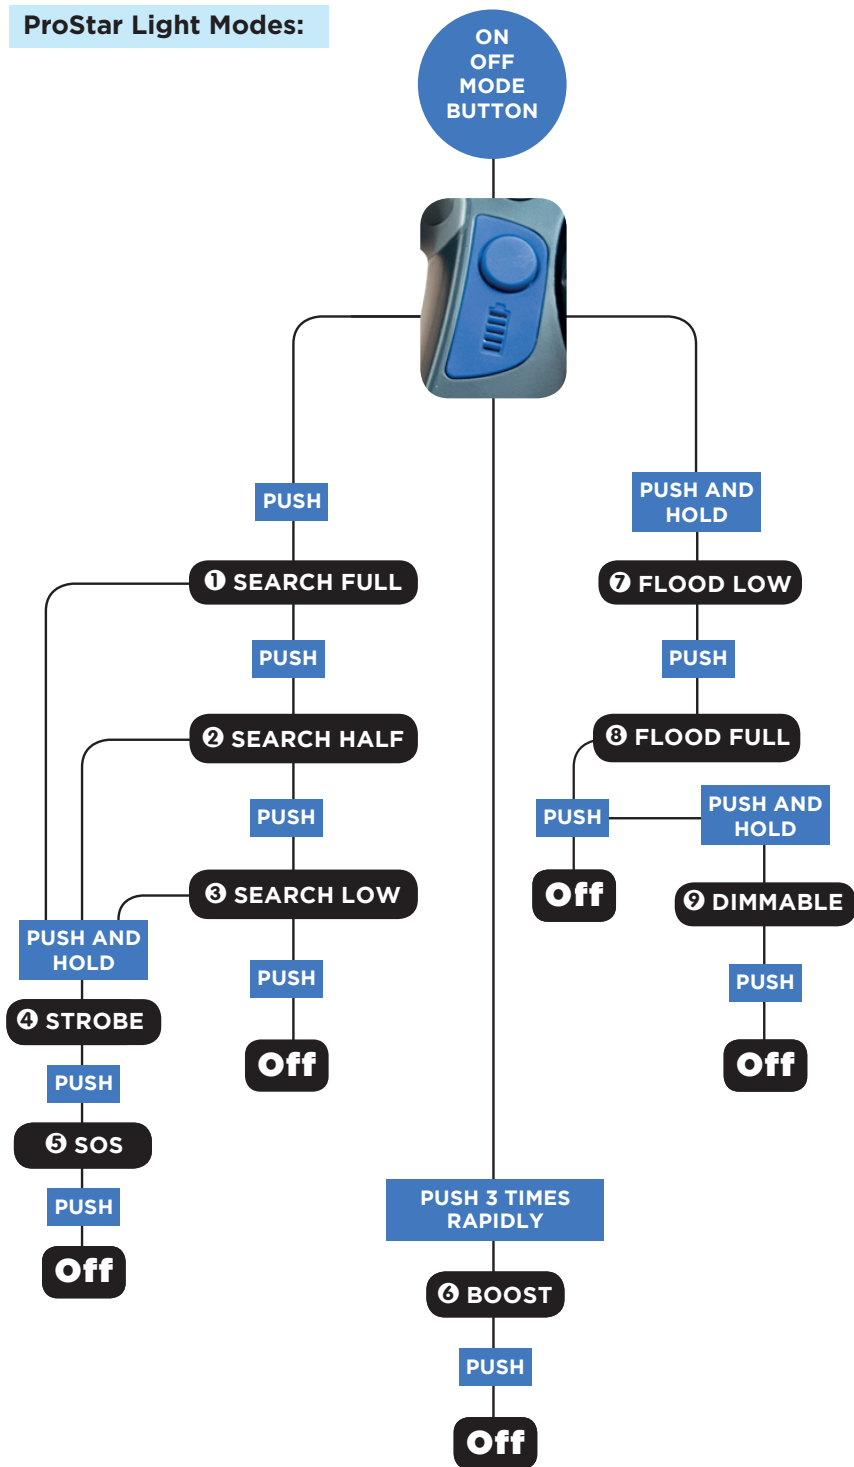 ProStar Light Modes:
ON
OFF
MODE
BUTTON
PUSH
❶ SEARCH FULL
PUSH
❷ SEARCH HALF
PUSH
❸ SEARCH LOW
PUSH
Off
PUSH AND
HOLD
❹ STROBE
PUSH
❺ SOS
PUSH
Off
PUSH 3 TIMES
RAPIDLY
❻ BOOST
PUSH
Off
PUSH AND
HOLD
❼ FLOOD LOW
PUSH
❽ FLOOD FULL
PUSH
Off
PUSH AND
HOLD
❾ DIMMABLE
PUSH
Off